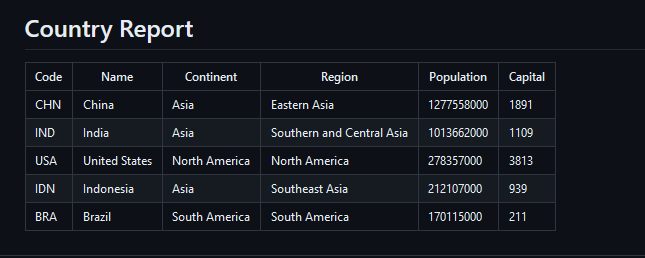 Country Report
Code Name Continent Region Population Capital
CHN China Asia Eastern Asia 1277558000 1891
IND India Asia Southern and Central Asia 1013662000 1109
USA United States North America North America 278357000 3813
IDN Indonesia Asia Southeast Asia 212107000 939
BRA Brazil South America South America 170115000 211